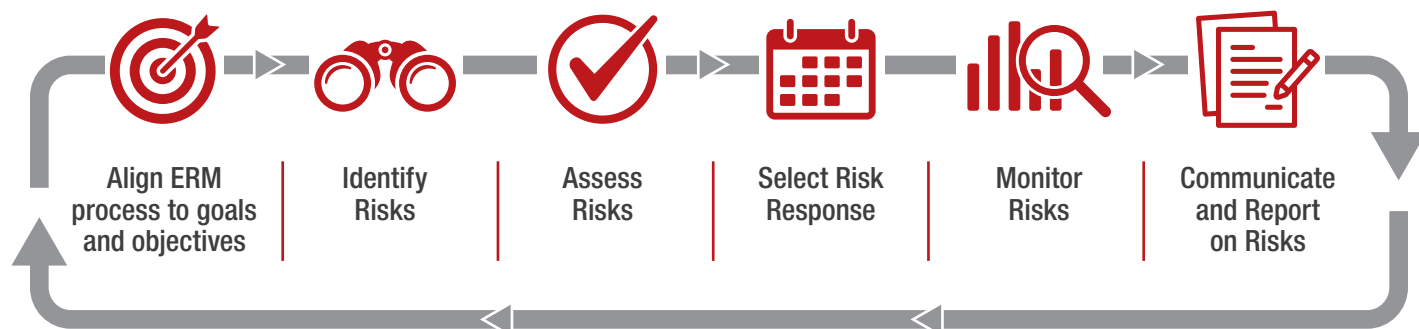 Align ERM
process to goals
and objectives
Identify
Risks
Assess
Risks
Select Risk
Response
Monitor
Risks
Communicate
and Report
on Risks